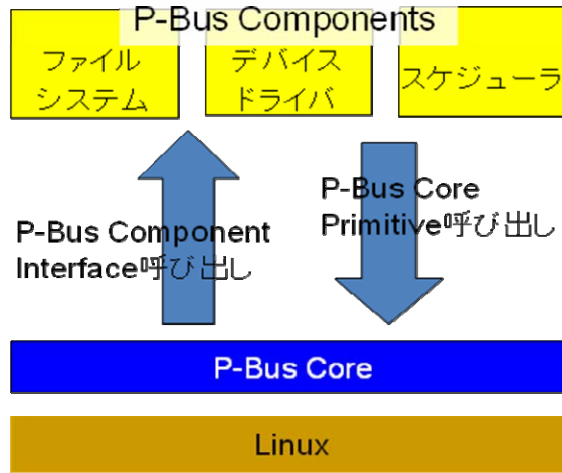 P-Bus Components
ファイル
システム
デバイス
ドライバ
スケジューラ
P-Bus Component
Interface呼び出し
P-Bus Core
Primitive呼び出し
P-Bus Core
Linux